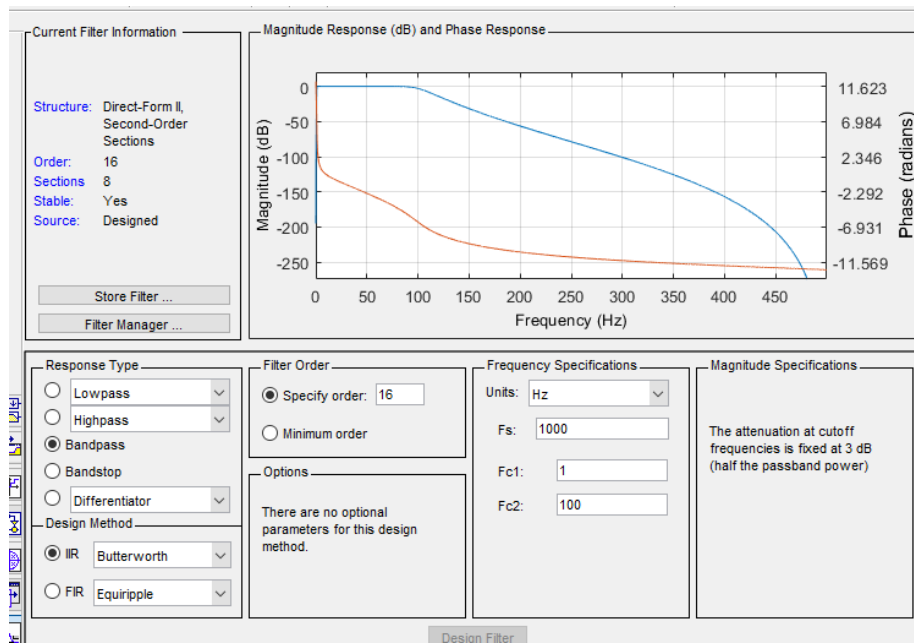 Current Filter Information
Structure: Direct-Form II,
Second-Order
Sections
Order: 16
Sections 8
Stable: Yes
Source: Designed
Store Filter ...
Filter Manager ...
Magnitude Response (dB) and Phase Response
Magnitude (dB)
0
-50
-100
-150
-200
-250
11.623
6.984
2.346
-2.292
-6.931
-11.569
Phase (radians)
0 50 100 150 200 250 300 350 400 450
Frequency (Hz)
Response Type
Lowpass
Highpass
Bandpass
Bandstop
Differentiator
Design Method
IIR Butterworth
FIR Equiripple
Filter Order
Specify order: 16
Minimum order
Options
There are no optional
parameters for this design
method.
Frequency Specifications
Units: Hz
Fs: 1000
Fc1: 1
Fc2: 100
Magnitude Specifications
The attenuation at cutoff
frequencies is fixed at 3 dB
(half the passband power)
Design Filter